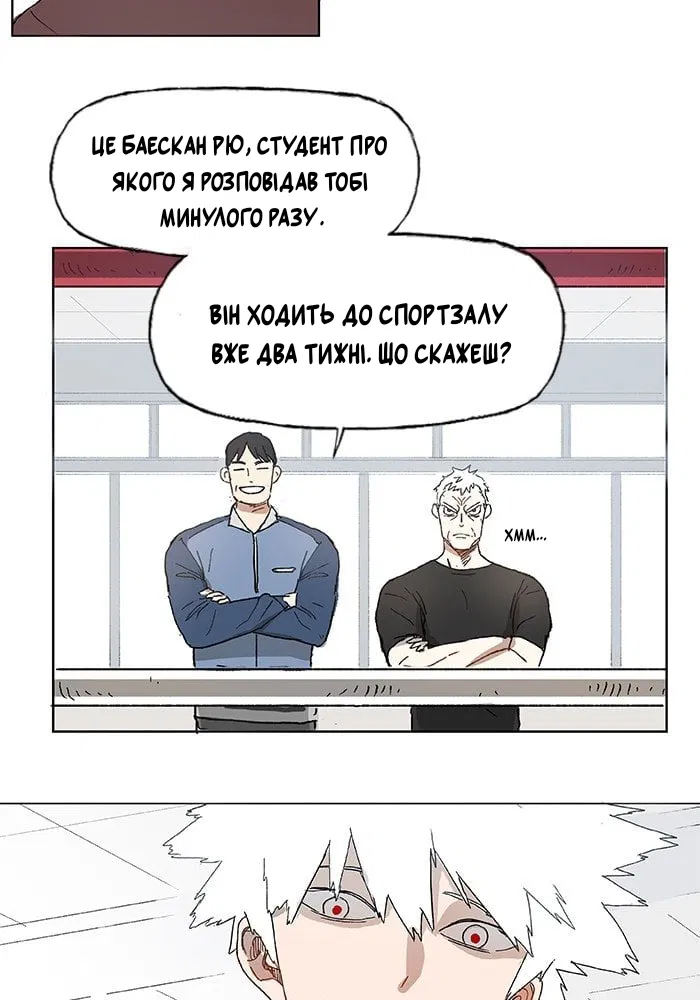 ЦЕ БАЕСКАН РЮ, СТУДЕНТ ПРО
ЯКОГО Я РОЗПОВІДАВ ТОБІ
МИНУЛОГО РАЗУ.
ВІН ХОДИТЬ ДО СПОРТЗАЛУ
ВЖЕ ДВА ТИЖНІ. ЩО СКАЖЕШ?
ХММ...